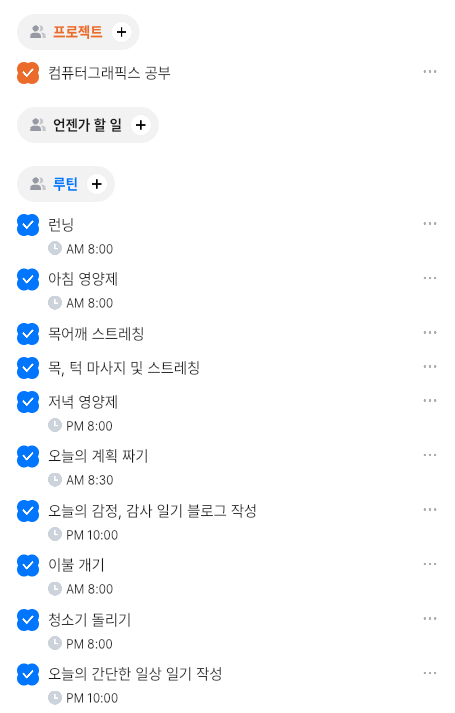 프로젝트 +
컴퓨터그래픽스 공부
언젠가 할 일 +
루틴 +
런닝
AM 8:00
아침 영양제
AM 8:00
목어깨 스트레칭
목, 턱 마사지 및 스트레칭
저녁 영양제
PM 8:00
오늘의 계획 짜기
AM 8:30
오늘의 감정, 감사 일기 블로그 작성
PM 10:00
이불 개기
AM 8:00
청소기 돌리기
PM 8:00
오늘의 간단한 일상 일기 작성
PM 10:00